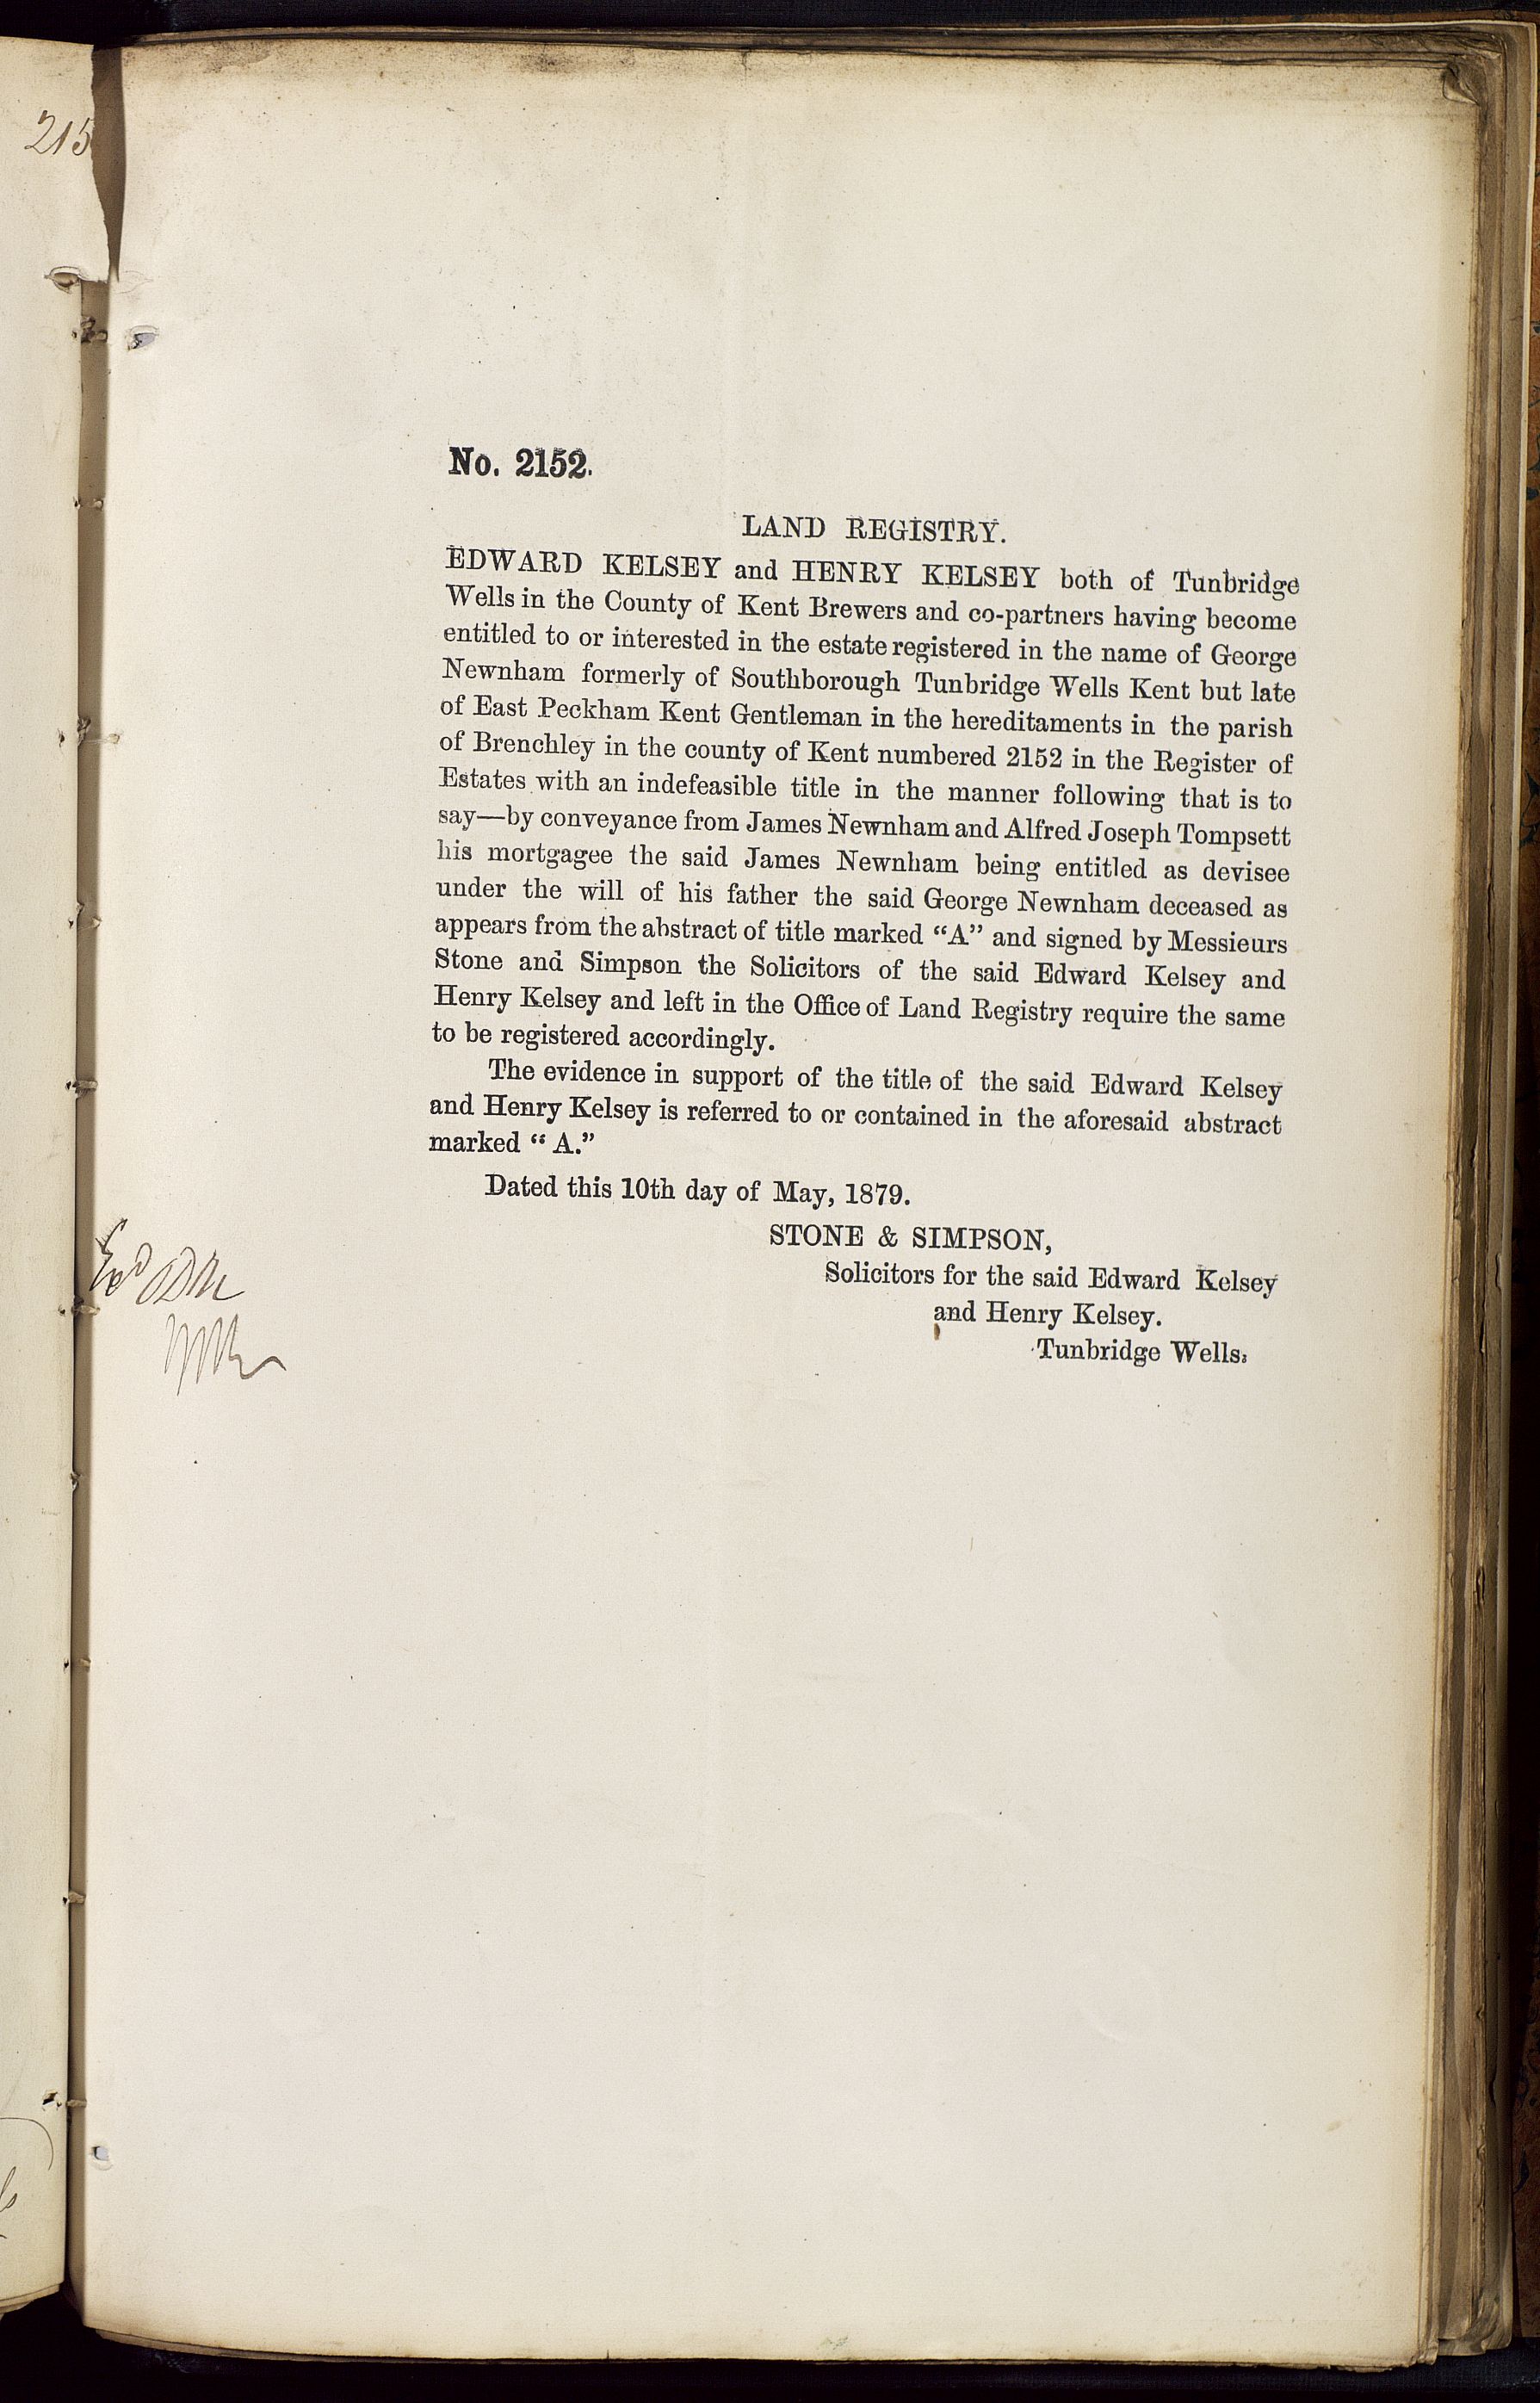 215
No. 2152.
LAND REGISTRY.
EDWARD KELSEY and HENRY KELSEY both of Tunbridge
Wells in the County of Kent Brewers and co-partners having become
entitled to or interested in the estate registered in the name of George
Newnham formerly of Southborough Tunbridge Wells Kent but late
of East Peckham Kent Gentleman in the hereditaments in the parish
of Brenchley in the county of Kent numbered 2152 in the Register of
Estates with an indefeasible title in the manner following that is to
say—by conveyance from James Newnham and Alfred Joseph Tompsett
his mortgagee the said James Newnham being entitled as devisee
under the will of his father the said George Newnham deceased as
appears from the abstract of title marked “A” and signed by Messieurs
Stone and Simpson the Solicitors of the said Edward Kelsey and
Henry Kelsey and left in the Office of Land Registry require the same
to be registered accordingly.
The evidence in support of the title of the said Edward Kelsey
and Henry Kelsey is referred to or contained in the aforesaid abstract
marked “ A.”
Dated this 10th day of May, 1879.
STONE & SIMPSON,
Solicitors for the said Edward Kelsey
and Henry Kelsey.
Tunbridge Wells.